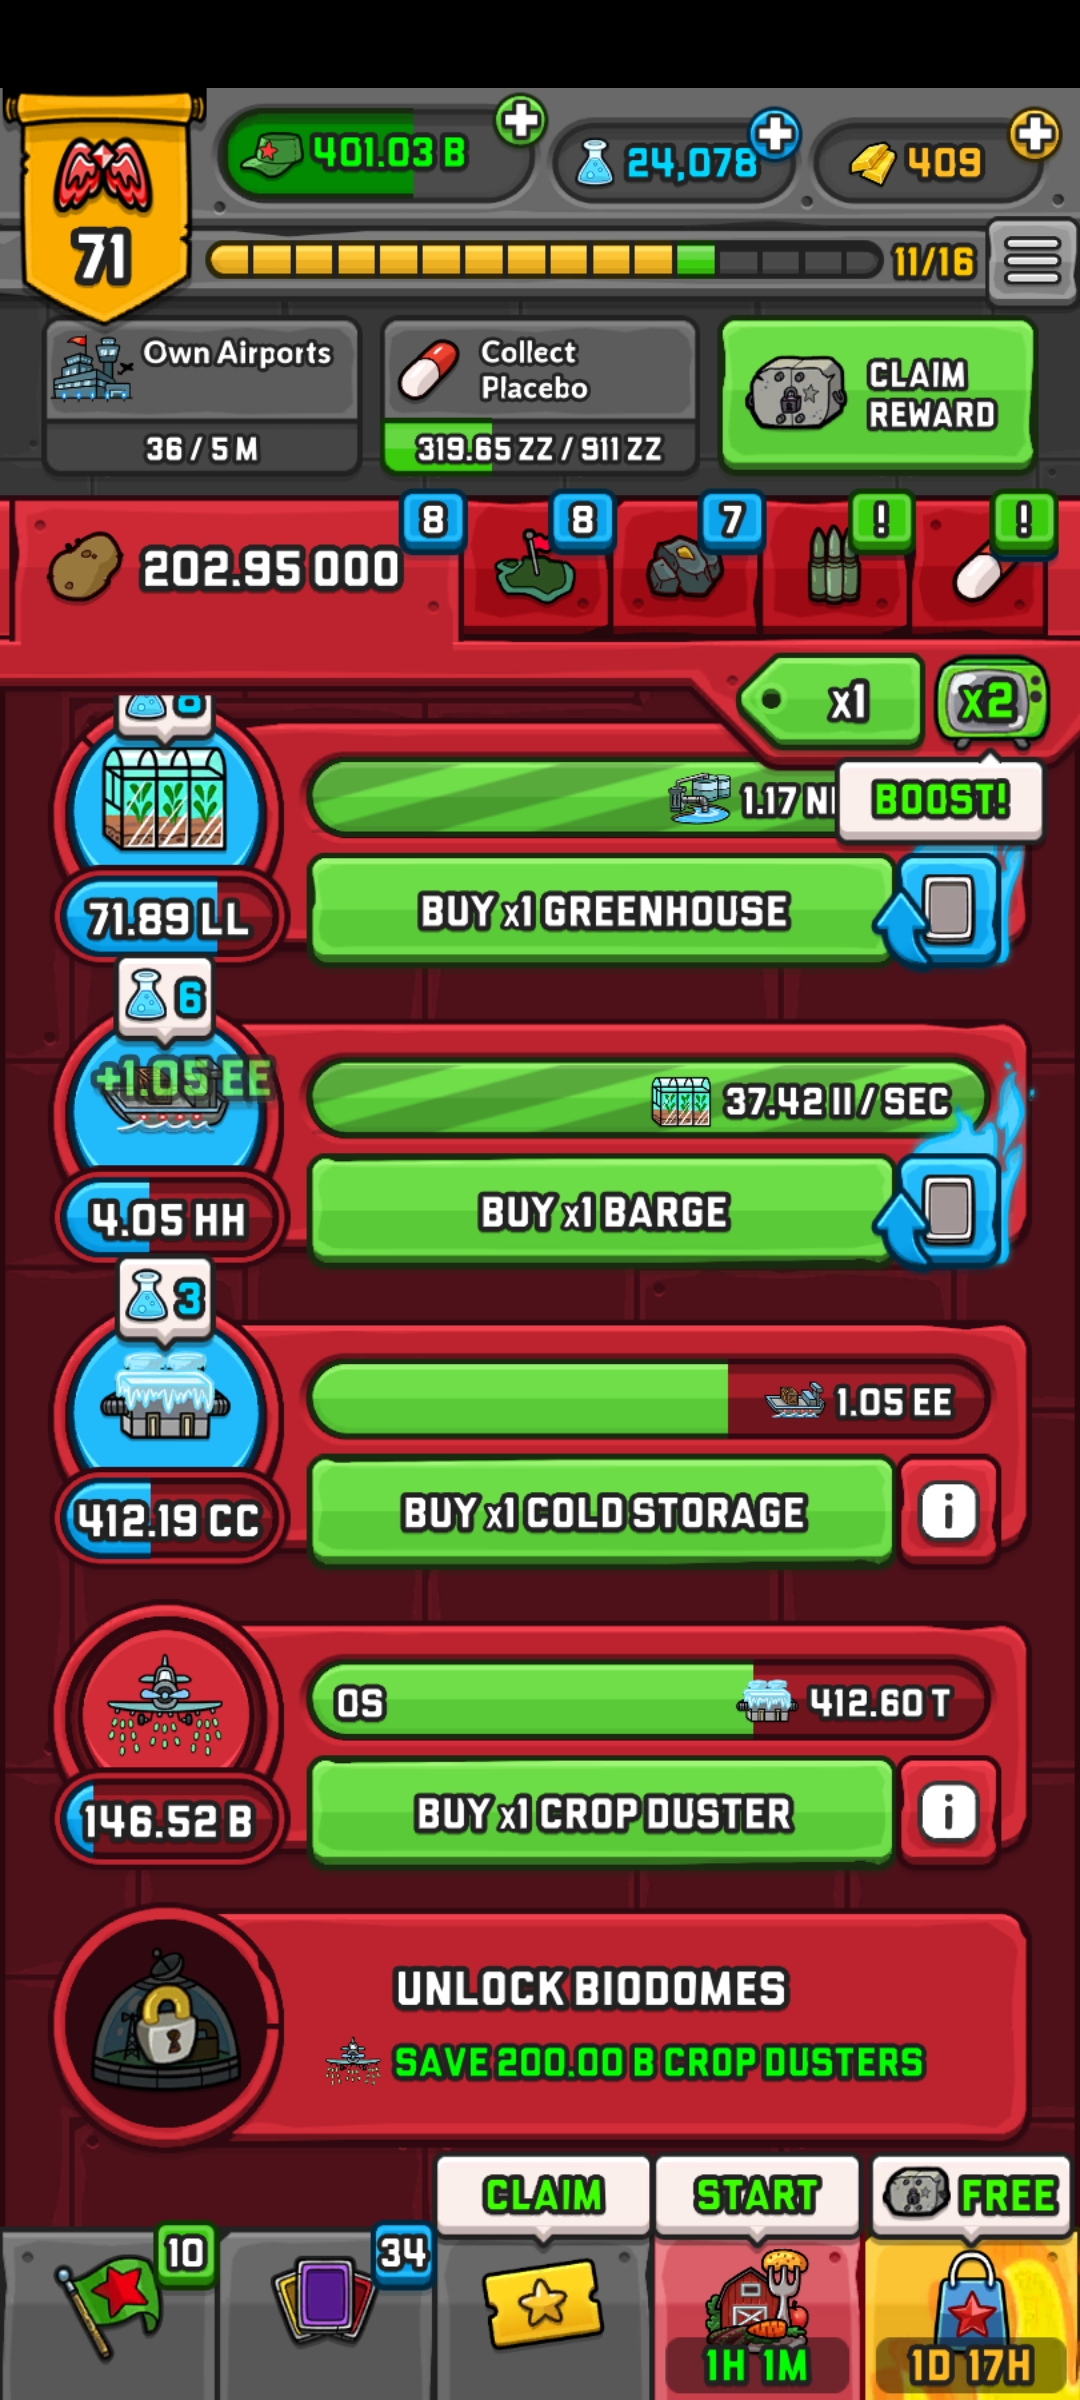 71
401.03 B
24,078
409
11/16
Own Airports
36 / 5 M
Collect
Placebo
319.65 ZZ / 911 ZZ
CLAIM
REWARD
202.95 OOO
8
8
7
!
!
x1
x2
BOOST!
1.17
71.89 LL
BUY x1 GREENHOUSE
6
+1.05 EE
37.42 II / SEC
4.05 HH
BUY x1 BARGE
3
1.05 EE
412.19 CC
BUY x1 COLD STORAGE
i
0S
412.60 T
146.52 B
BUY x1 CROP DUSTER
i
UNLOCK BIODOMES
SAVE 200.00 B CROP DUSTERS
CLAIM
START
FREE
10
34
1H 1M
1D 17H